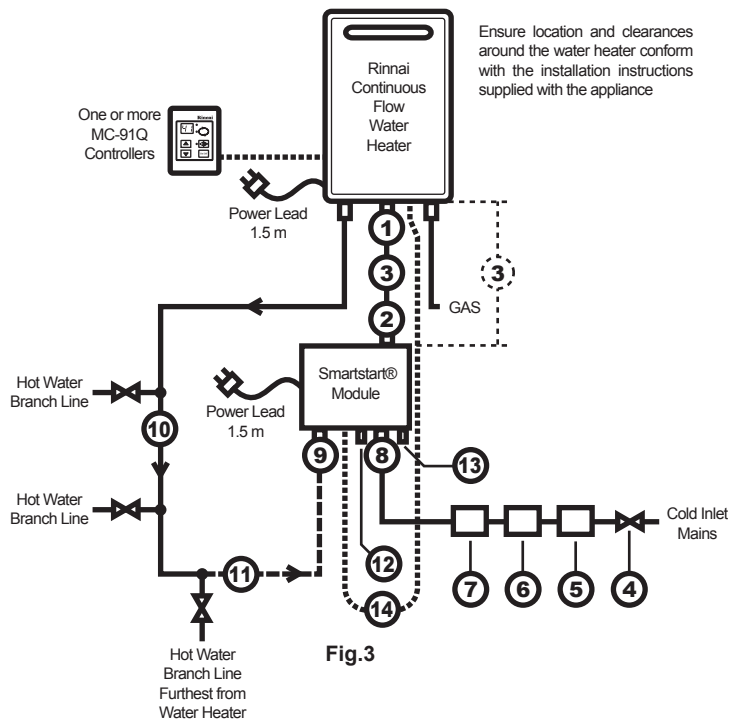 Ensure location and clearances
around the water heater conform
with the installation instructions
supplied with the appliance
Rinnai
Continuous
Flow
Water
Heater
One or more
MC-91Q
Controllers
Rinnai
Power Lead
1.5 m
1
3
2
3
GAS
Smartstart®
Module
Power Lead
1.5 m
Hot Water
Branch Line
10
9
8
13
Hot Water
Branch Line
Cold Inlet
Mains
11
12
7
6
5
4
14
Hot Water
Branch Line
Furthest from
Water Heater
Fig.3